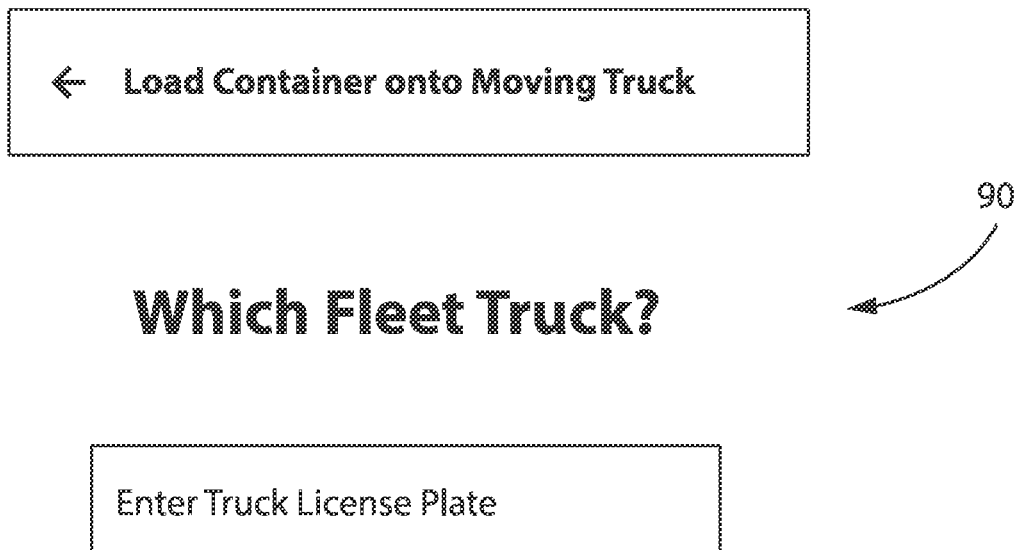 ← Load Container onto Moving Truck
90
Which Fleet Truck?
Enter Truck License Plate